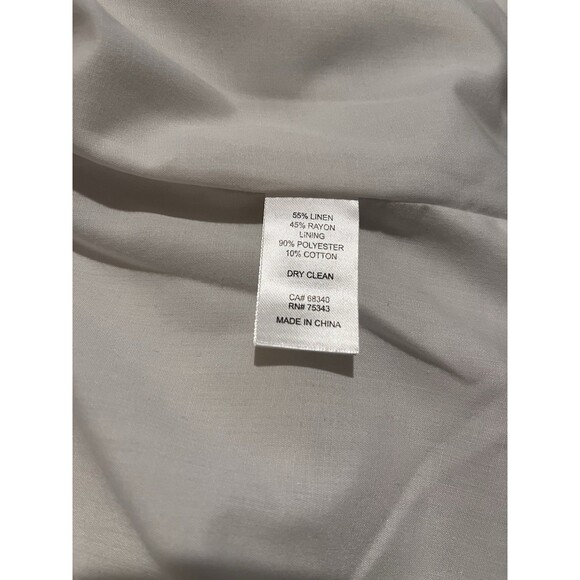 55% LINEN
45% RAYON
LINING
90% POLYESTER
10% COTTON
DRY CLEAN
CA# 68340
RN# 75343
MADE IN CHINA